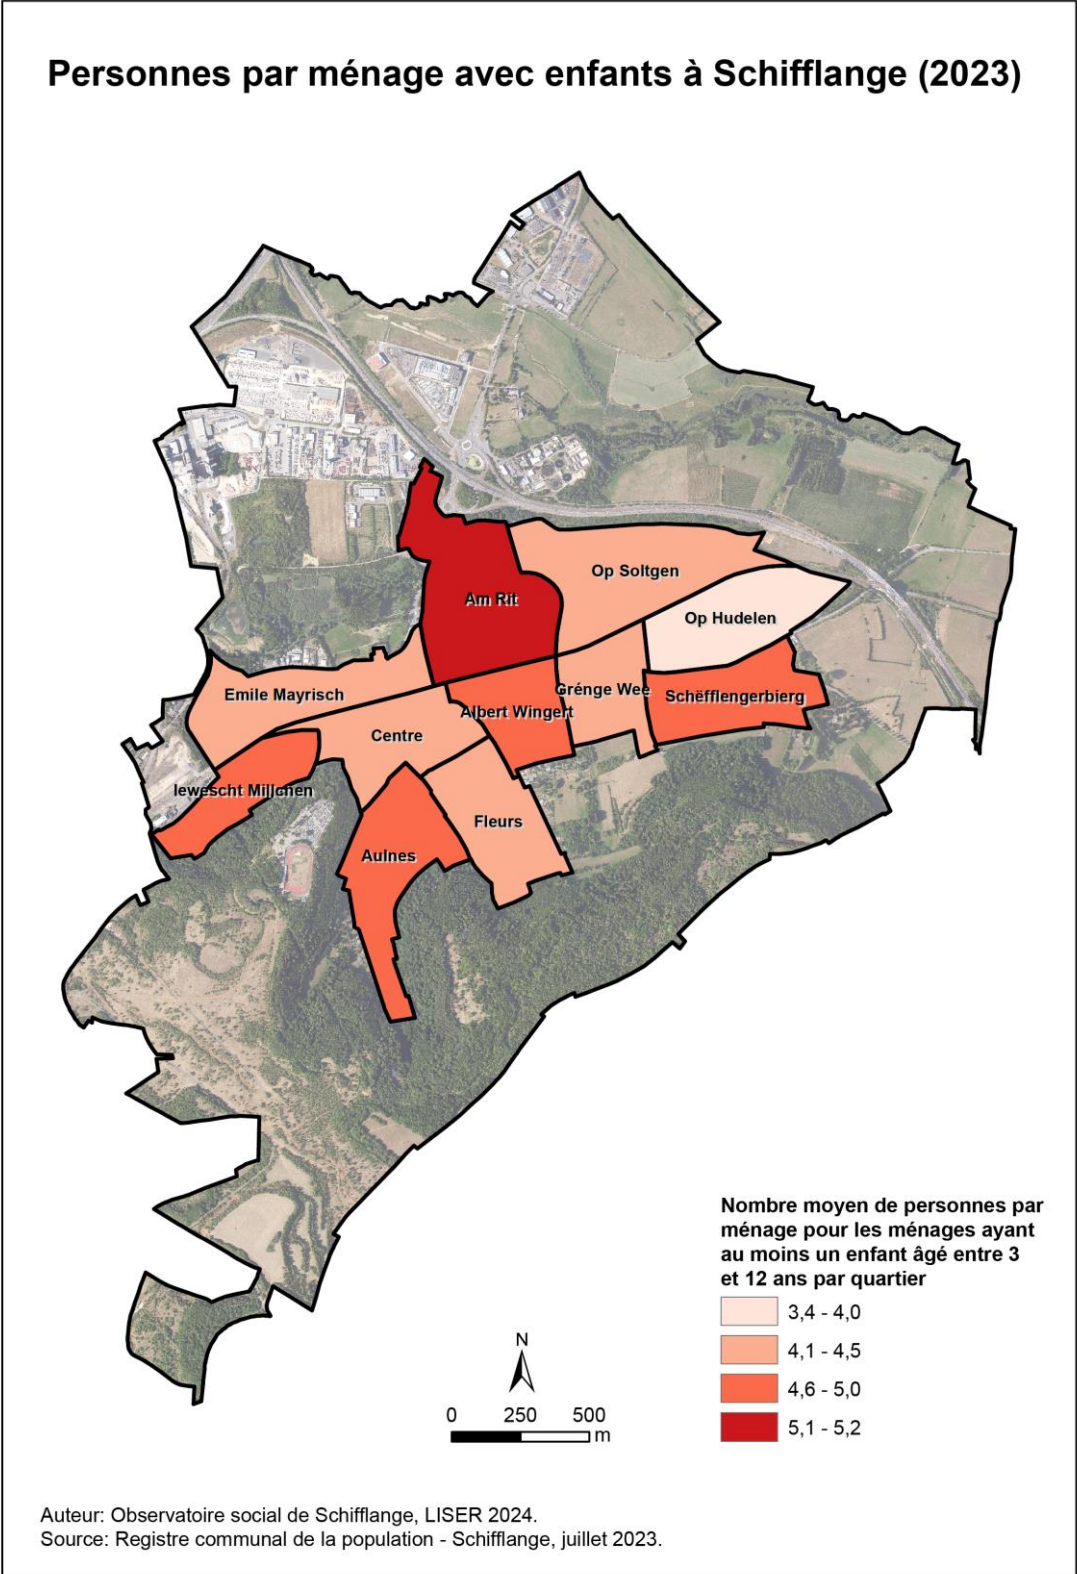 Personnes par ménage avec enfants à Schifflange (2023)
Op Soltgen
Am Rit
Op Hudelen
Emile Mayrisch
Grénge Wee
Schëfflengerbierg
Albert Wingert
Centre
Iewescht Millchen
Fleurs
Aulnes
Nombre moyen de personnes par
ménage pour les ménages ayant
au moins un enfant âgé entre 3
et 12 ans par quartier
3,4 - 4,0
4,1 - 4,5
4,6 - 5,0
5,1 - 5,2
N
0 250 500
m
Auteur: Observatoire social de Schifflange, LISER 2024.
Source: Registre communal de la population - Schifflange, juillet 2023.